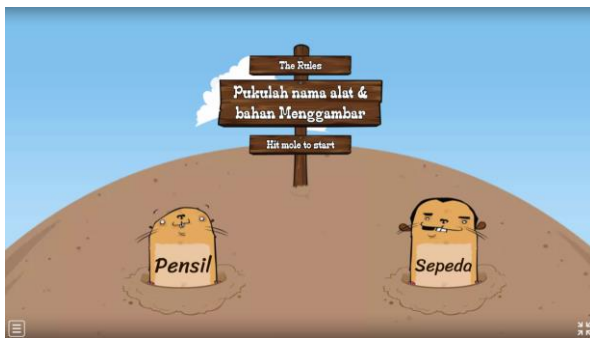 The Rules
Pukulah nama alat &
bahan Menggambar
Hit mole to start
Pensil
Sepeda